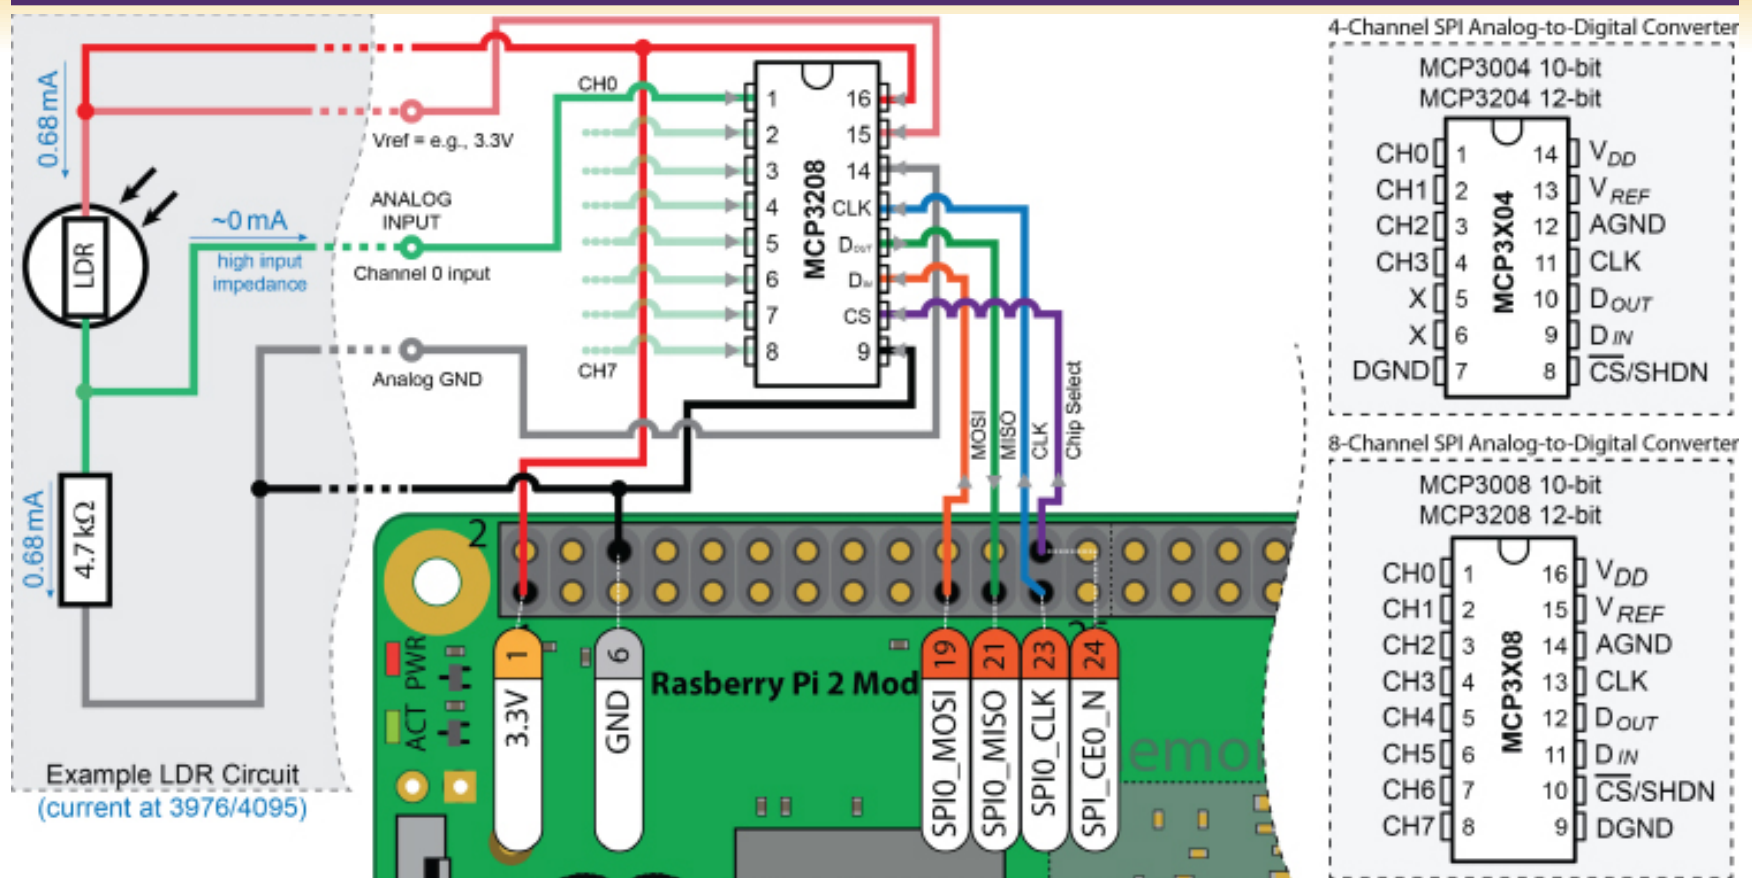 0.68mA
LDR
~0 mA
high input
impedance
0.68mA
4.7kΩ
Example LDR Circuit
(current at 3976/4095)
Vref = e.g., 3.3V
ANALOG
INPUT
Channel 0 input
Analog GND
CH0
CH7
1
2
3
4
5
6
7
8
MCP3208
16
15
14
CLK
DOUT
DIN
CS
9
MOSI
MISO
CLK
Chip Select
2
PWR
ACT
Rasberry Pi 2 Mod
emo
1
3.3V
6
GND
19
SPI0_MOSI
21
SPI0_MISO
23
SPI0_CLK
24
SPI_CE0_N
4-Channel SPI Analog-to-Digital Converter
MCP3004 10-bit
MCP3204 12-bit
CH0 1 14 VDD
CH1 2 13 VREF
CH2 3 12 AGND
CH3 4 11 CLK
X 5 10 DOUT
X 6 9 DIN
DGND 7 8 CS/SHDN
MCP3X04
8-Channel SPI Analog-to-Digital Converter
MCP3008 10-bit
MCP3208 12-bit
CH0 1 16 VDD
CH1 2 15 VREF
CH2 3 14 AGND
CH3 4 13 CLK
CH4 5 12 DOUT
CH5 6 11 DIN
CH6 7 10 CS/SHDN
CH7 8 9 DGND
MCP3X08